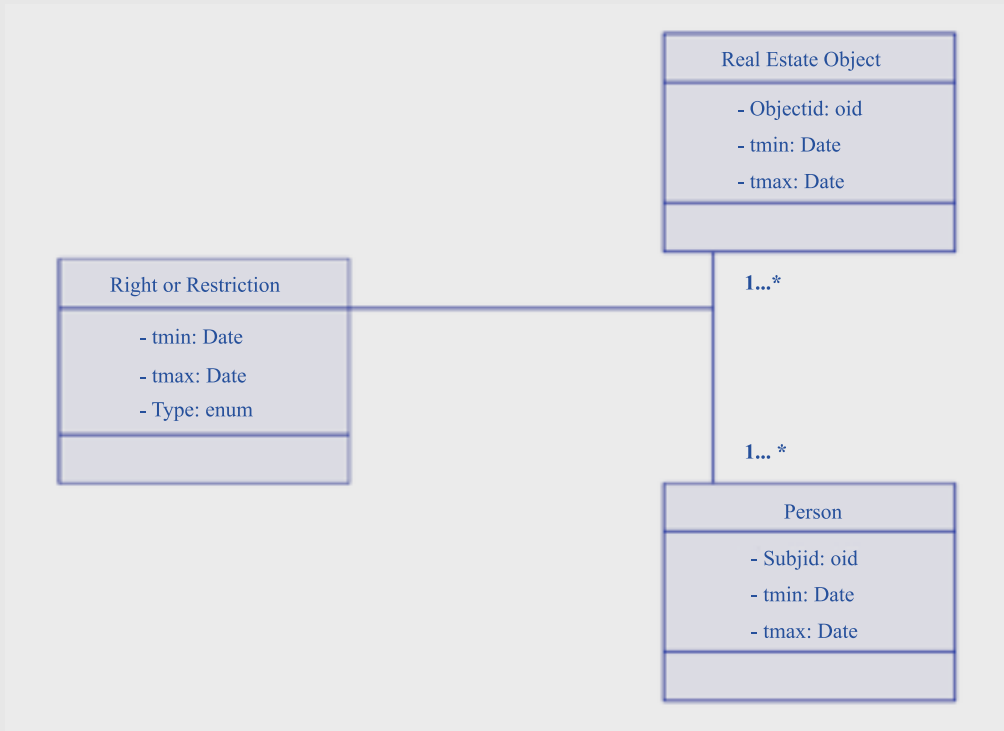 Real Estate Object
- Objectid: oid
- tmin: Date
- tmax: Date
1...*
Right or Restriction
- tmin: Date
- tmax: Date
- Type: enum
1... *
Person
- Subjid: oid
- tmin: Date
- tmax: Date